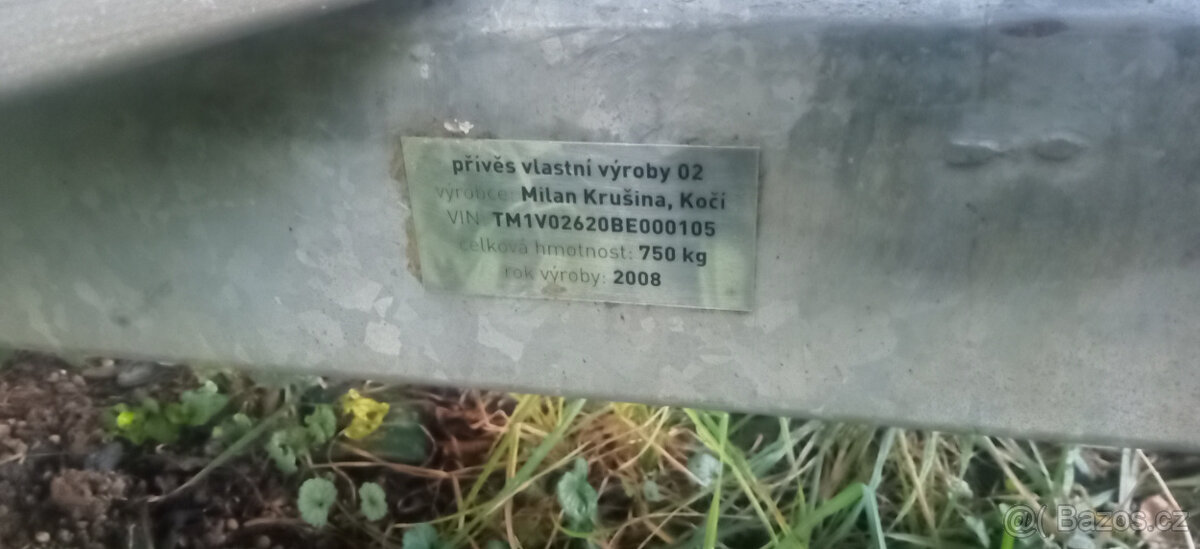 přívěs vlastní výroby 02
výrobce: Milan Krušina, Kočí
VIN: TM1V02620BE000105
celková hmotnost: 750 kg
rok výroby: 2008
@( Bazos.cz